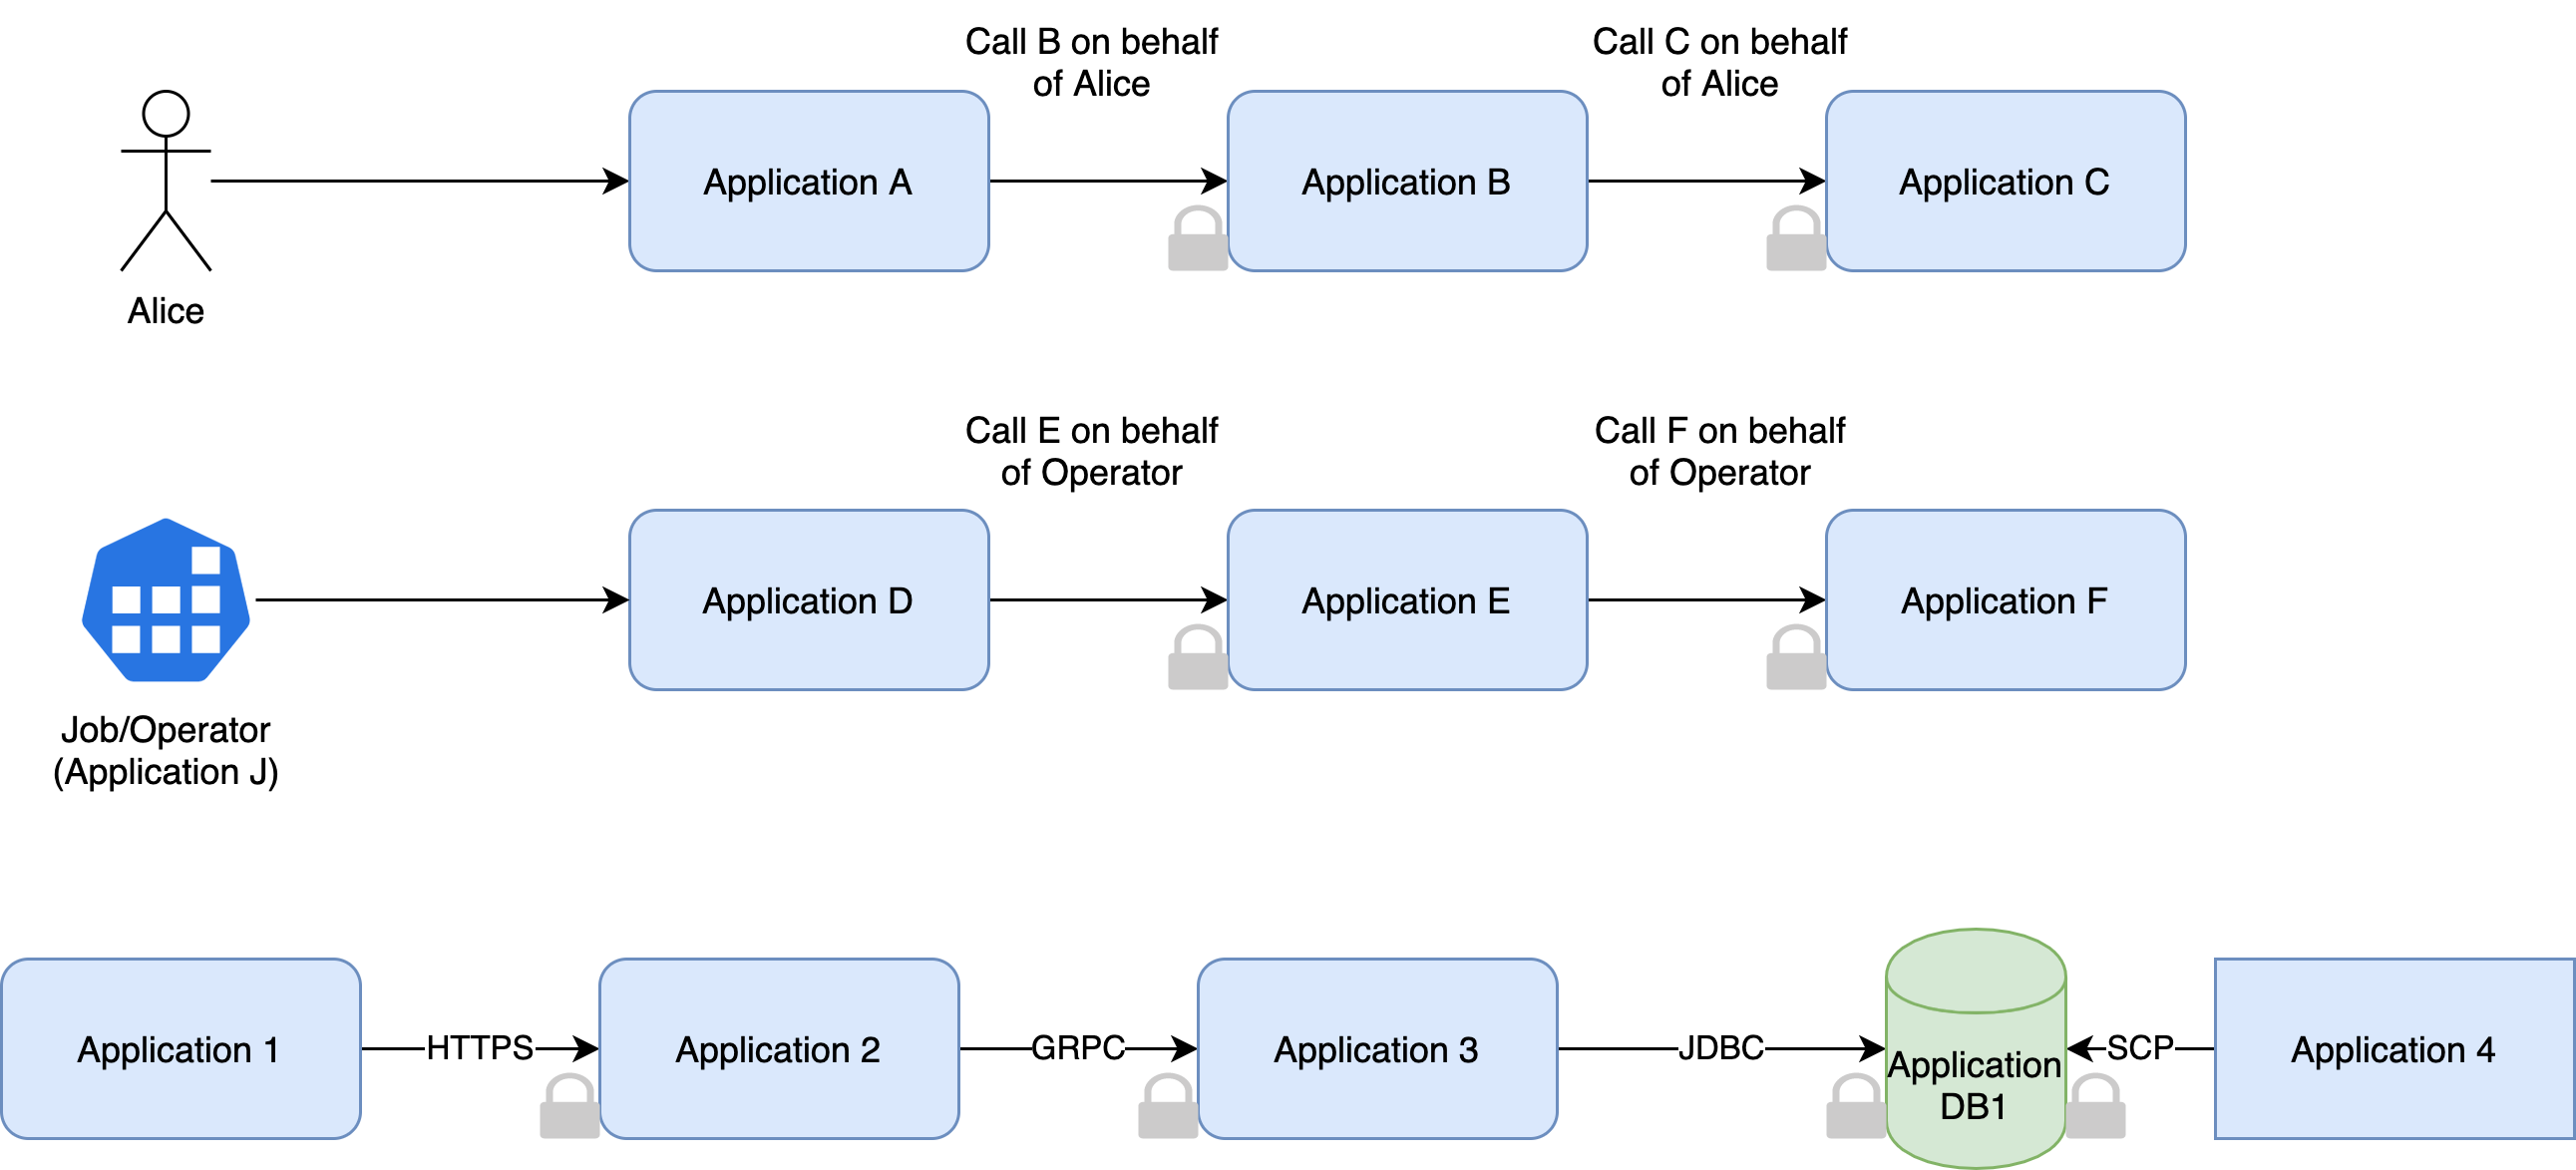 Call B on behalf
of Alice
Call C on behalf
of Alice
Application A
Application B
Application C
Alice
Call E on behalf
of Operator
Call F on behalf
of Operator
Application D
Application E
Application F
Job/Operator
(Application J)
Application 1
HTTPS
Application 2
GRPC
Application 3
JDBC
Application
DB1
SCP
Application 4